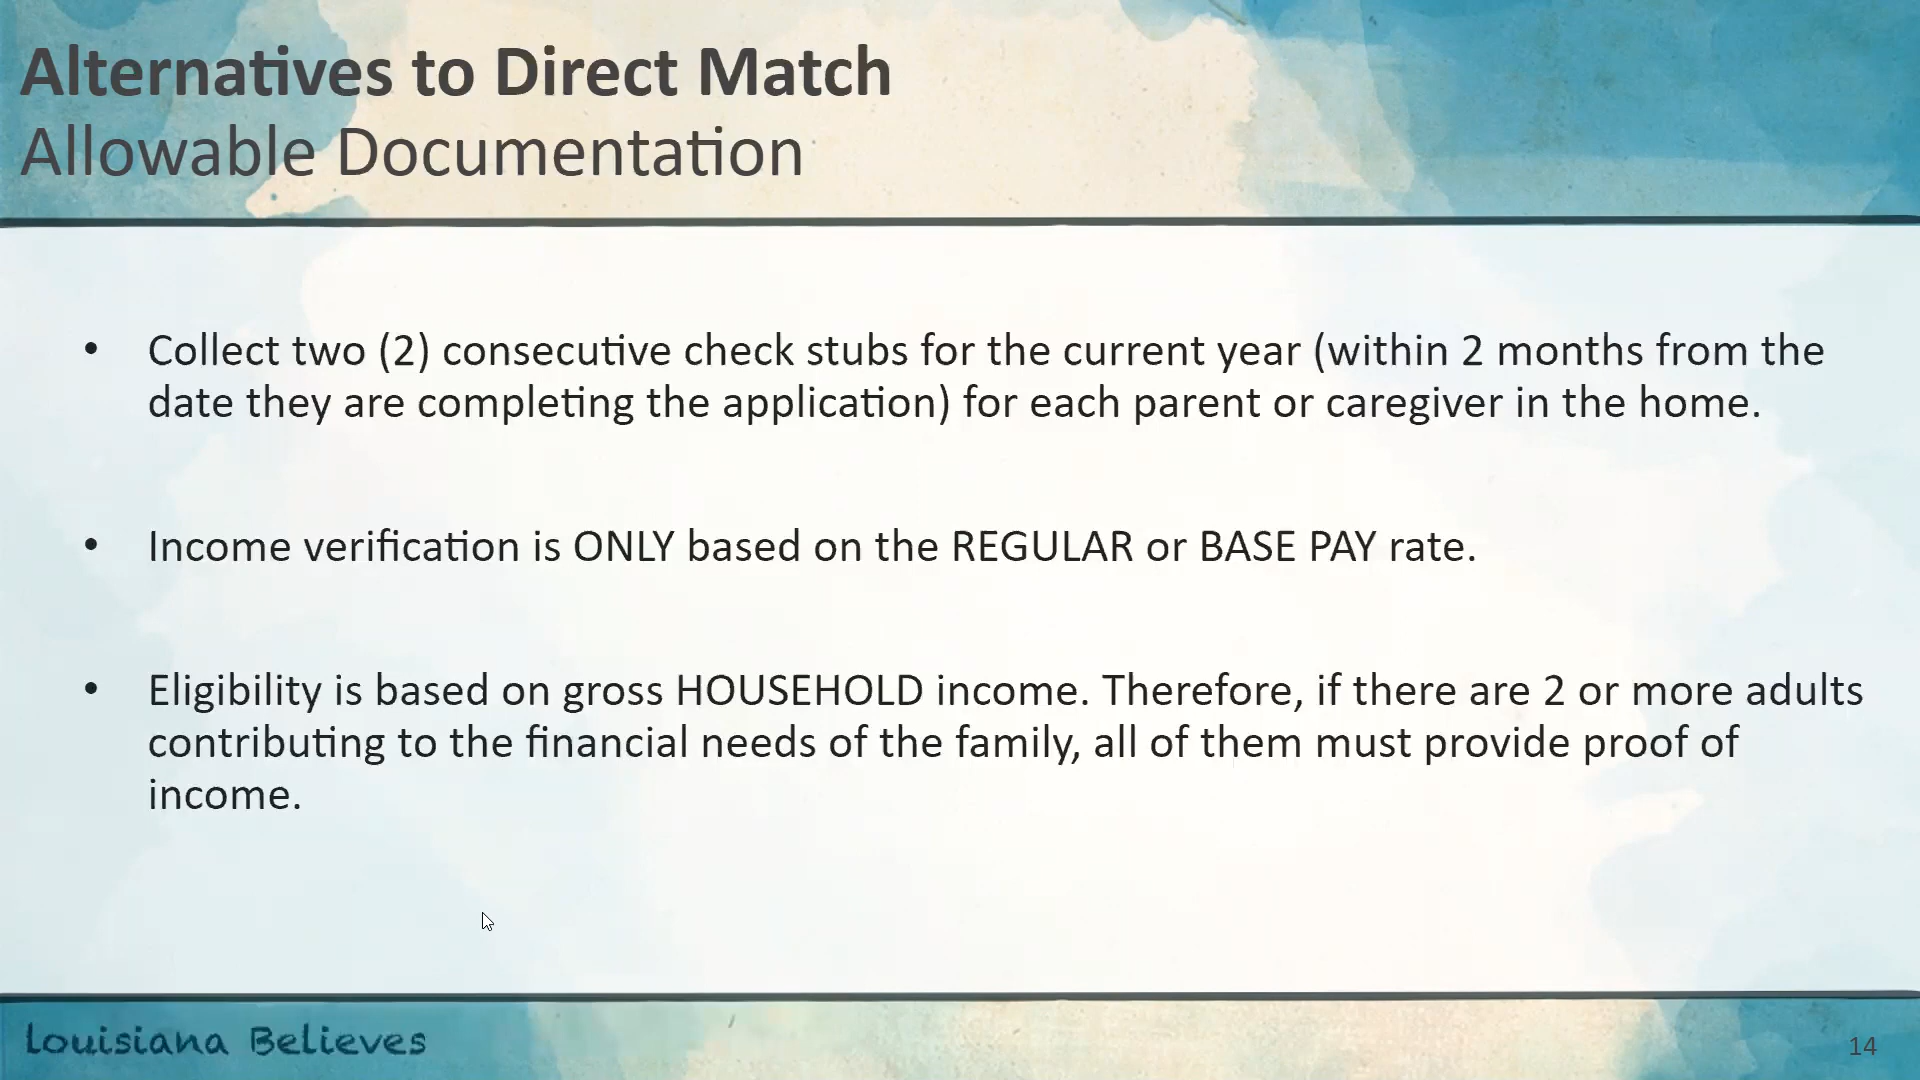 Alternatives to Direct Match
Allowable Documentation
• Collect two (2) consecutive check stubs for the current year (within 2 months from the
date they are completing the application) for each parent or caregiver in the home.
• Income verification is ONLY based on the REGULAR or BASE PAY rate.
• Eligibility is based on gross HOUSEHOLD income. Therefore, if there are 2 or more adults
contributing to the financial needs of the family, all of them must provide proof of
income.
Louisiana Believes
14